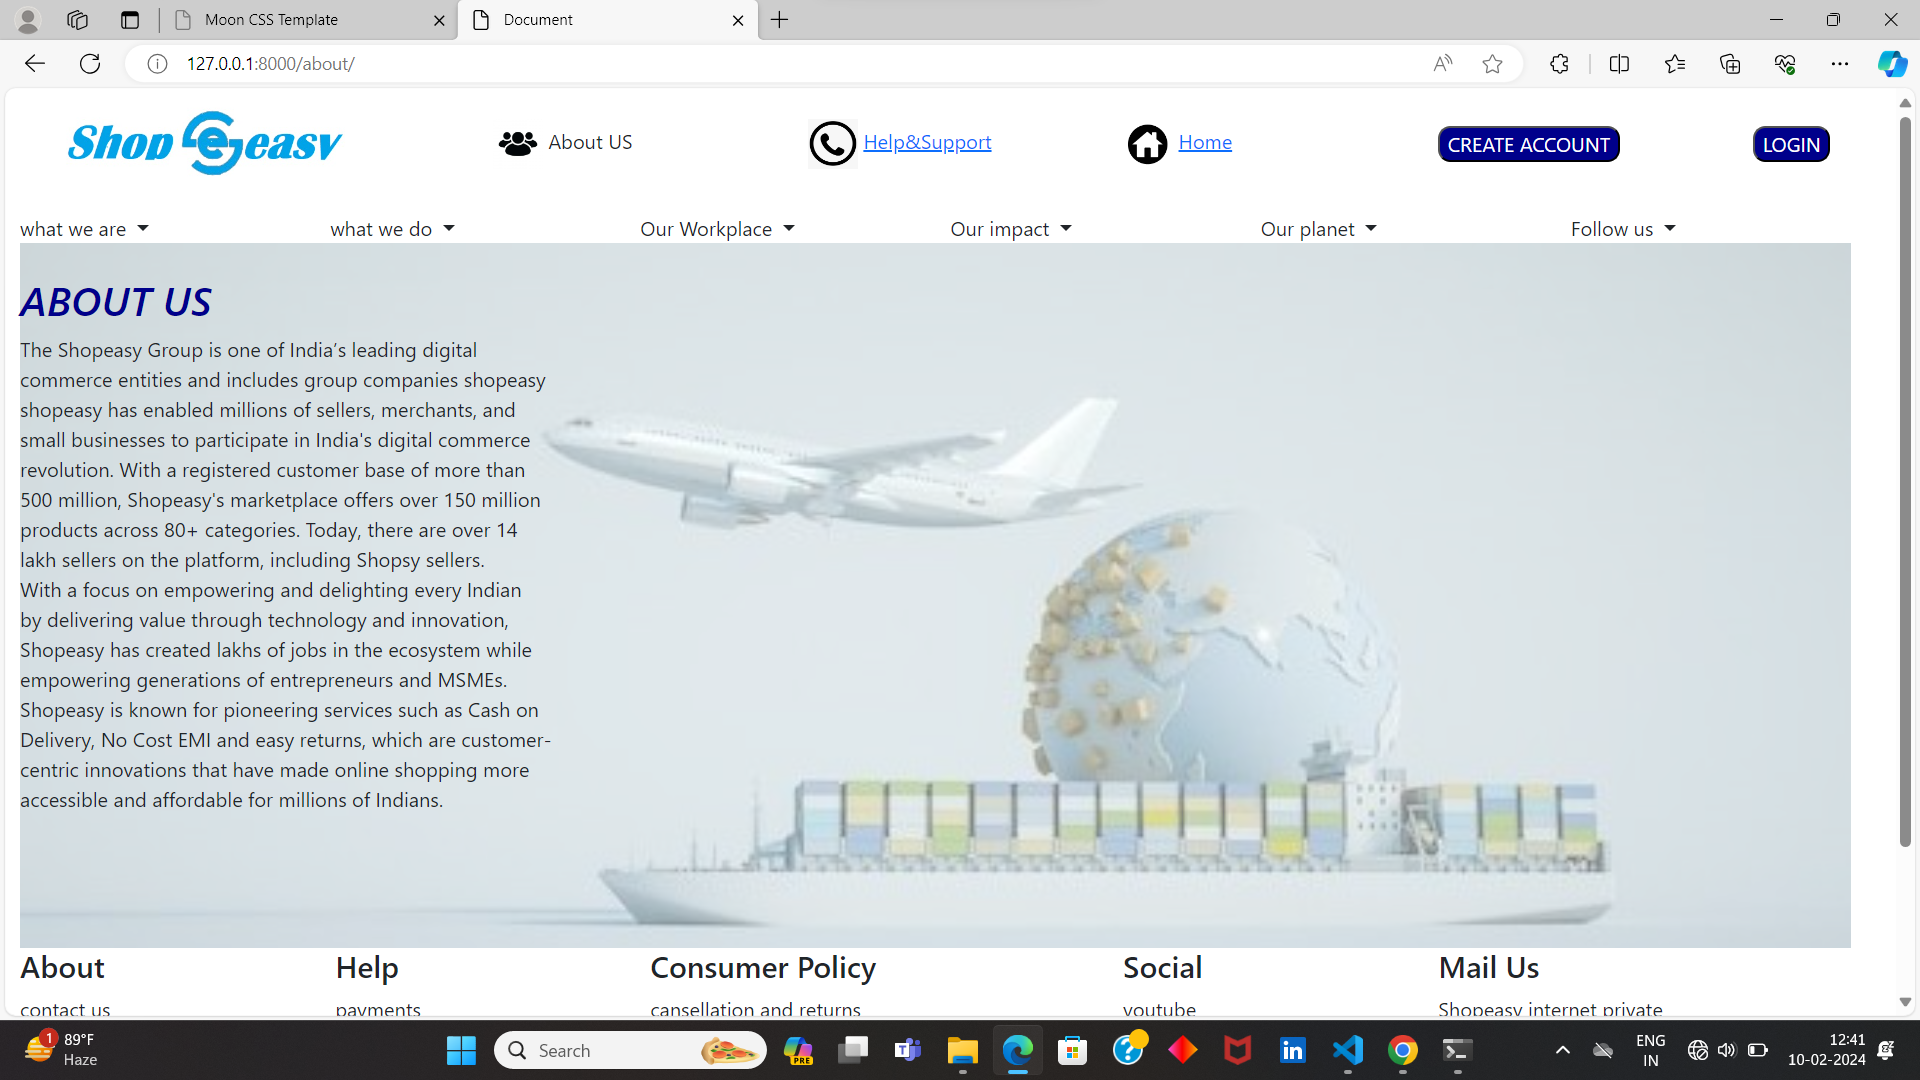 Moon CSS Template
Document
127.0.0.1:8000/about/
Shop e easy
About US
Help&Support
Home
CREATE ACCOUNT
LOGIN
what we are
what we do
Our Workplace
Our impact
Our planet
Follow us
ABOUT US
The Shopeasy Group is one of India’s leading digital
commerce entities and includes group companies shopeasy
shopeasy has enabled millions of sellers, merchants, and
small businesses to participate in India's digital commerce
revolution. With a registered customer base of more than
500 million, Shopeasy's marketplace offers over 150 million
products across 80+ categories. Today, there are over 14
lakh sellers on the platform, including Shopsy sellers.
With a focus on empowering and delighting every Indian
by delivering value through technology and innovation,
Shopeasy has created lakhs of jobs in the ecosystem while
empowering generations of entrepreneurs and MSMEs.
Shopeasy is known for pioneering services such as Cash on
Delivery, No Cost EMI and easy returns, which are customer-
centric innovations that have made online shopping more
accessible and affordable for millions of Indians.
About
Help
Consumer Policy
Social
Mail Us
contact us
payments
cansellation and returns
youtube
Shopeasy internet private
1
89°F
Haze
Search
PRE
ENG
IN
12:41
10-02-2024